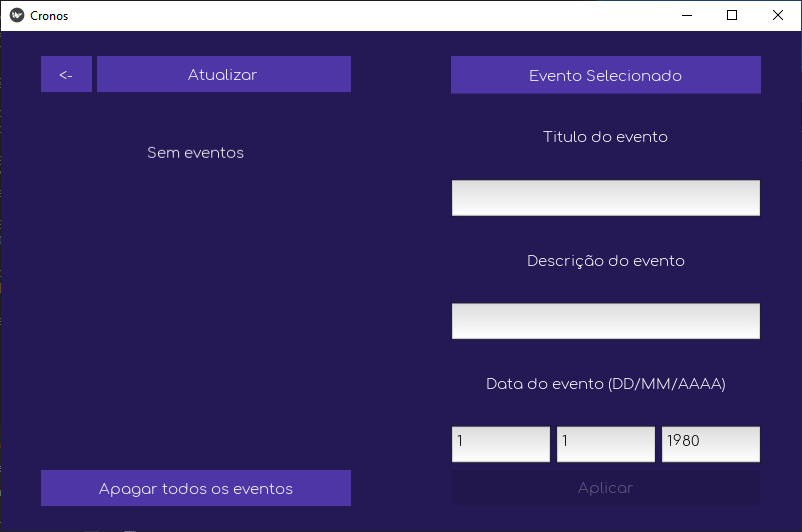 Cronos
<- Atualizar
Sem eventos
Apagar todos os eventos
Evento Selecionado
Titulo do evento
Descrição do evento
Data do evento (DD/MM/AAAA)
1 1 1980
Aplicar